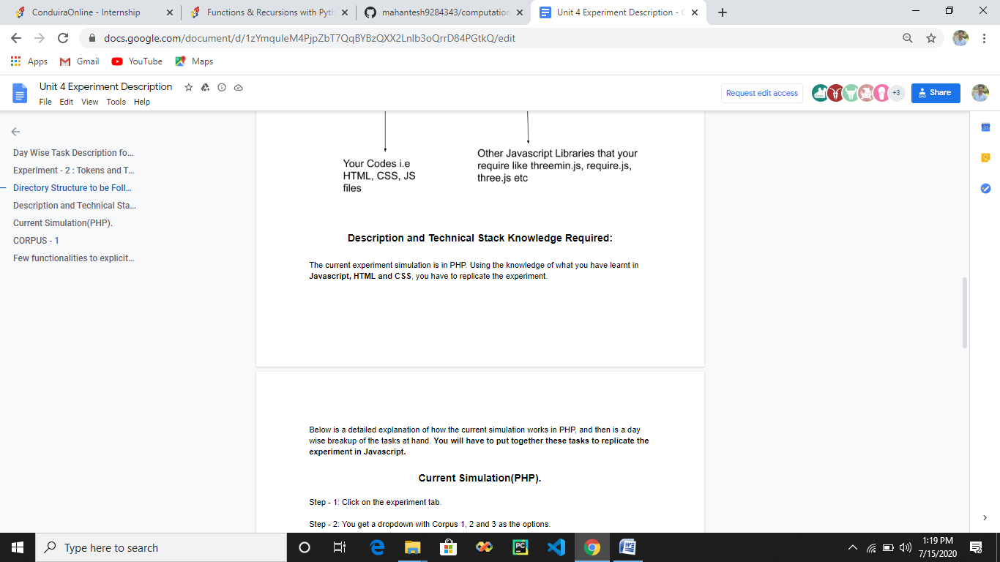 ConduiraOnline - Internship
Functions & Recursions with Pyth
mahantesh9284343/computation
Unit 4 Experiment Description - G
docs.google.com/document/d/1zYmquIeM4PjpZbT7QqBYBzQXX2LnIb3oQrrD84PGtkQ/edit
Apps
Gmail
YouTube
Maps
Unit 4 Experiment Description
File Edit View Tools Help
Request edit access
+3
Share
Day Wise Task Description fo...
Experiment - 2 : Tokens and T...
Directory Structure to be Foll...
Description and Technical Sta...
Current Simulation(PHP).
CORPUS - 1
Few functionalities to explicit...
Your Codes i.e
HTML, CSS, JS
files
Other Javascript Libraries that your
require like threemin.js, require.js,
three.js etc
Description and Technical Stack Knowledge Required:
The current experiment simulation is in PHP. Using the knowledge of what you have learnt in
Javascript, HTML and CSS, you have to replicate the experiment.
Below is a detailed explanation of how the current simulation works in PHP, and then is a day
wise breakup of the tasks at hand. You will have to put together these tasks to replicate the
experiment in Javascript.
Current Simulation(PHP).
Step - 1: Click on the experiment tab.
Step - 2: You get a dropdown with Corpus 1, 2 and 3 as the options.
31
Type here to search
PC
1:19 PM
7/15/2020